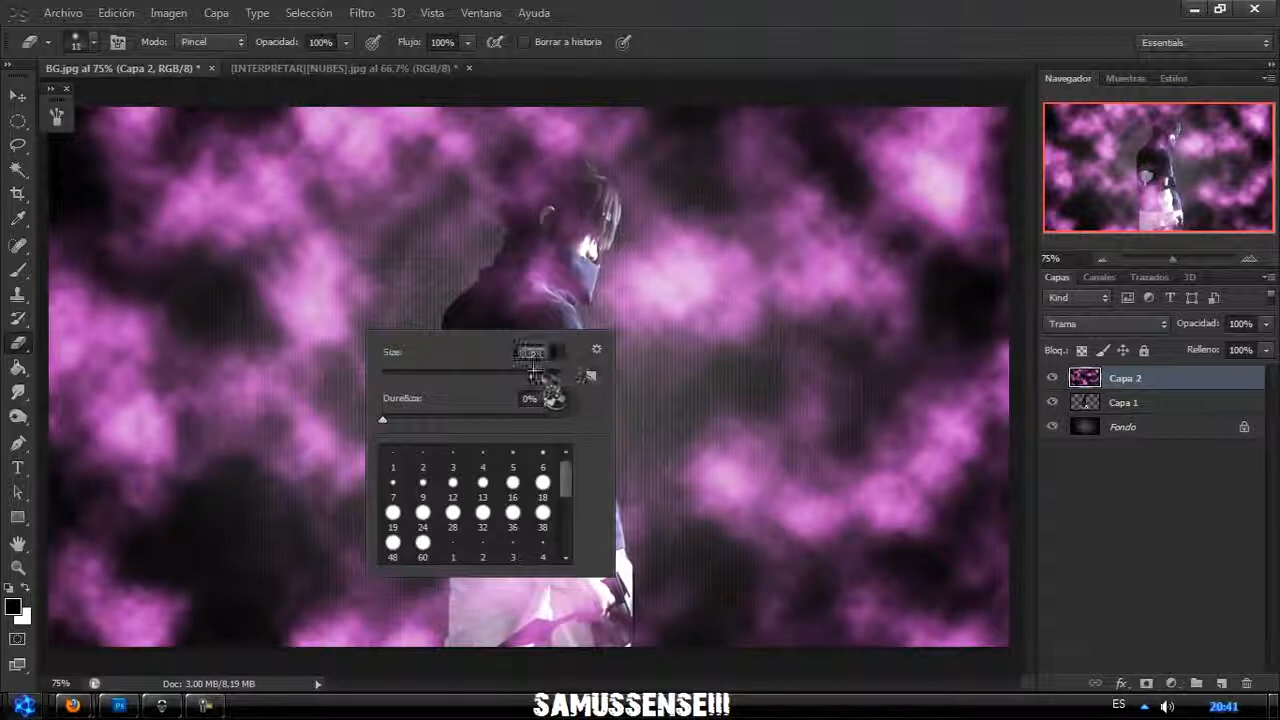 Archivo Edición Imagen Capa Type Selección Filtro 3D Vista Ventana Ayuda
11 Modo: Pincel Opacidad: 100% Flujo: 100% Borrar a historia Essentials
BG.jpg al 75% (Capa 2, RGB/8) * × [INTERPRETAR][NUBES].jpg al 66.7% (RGB/8) * ×
Navegador Muestras Estilos
75%
Capas Canales Trazados 3D
Kind
Trama Opacidad: 100%
Bloq.: Relleno: 100%
Capa 2
Capa 1
Fondo
Size:
Dure&za: 0%
1 2 3 4 5 6
7 9 12 13 16 18
19 24 28 32 36 38
48 60 1 2 3 4
75% Doc: 3,00 MB/8,19 MB
SAMUSSENSE!!!
ES 20:41